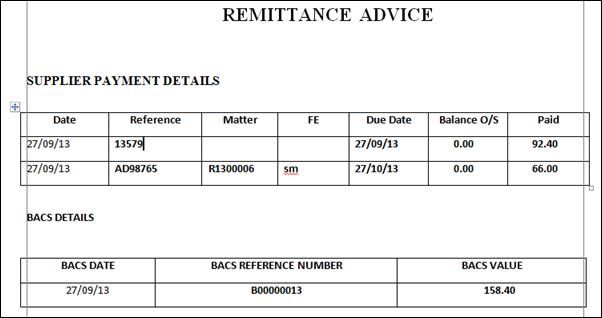 REMITTANCE ADVICE
SUPPLIER PAYMENT DETAILS
Date Reference Matter FE Due Date Balance O/S Paid
27/09/13 13579 27/09/13 0.00 92.40
27/09/13 AD98765 R1300006 sm 27/10/13 0.00 66.00
BACS DETAILS
BACS DATE BACS REFERENCE NUMBER BACS VALUE
27/09/13 B00000013 158.40